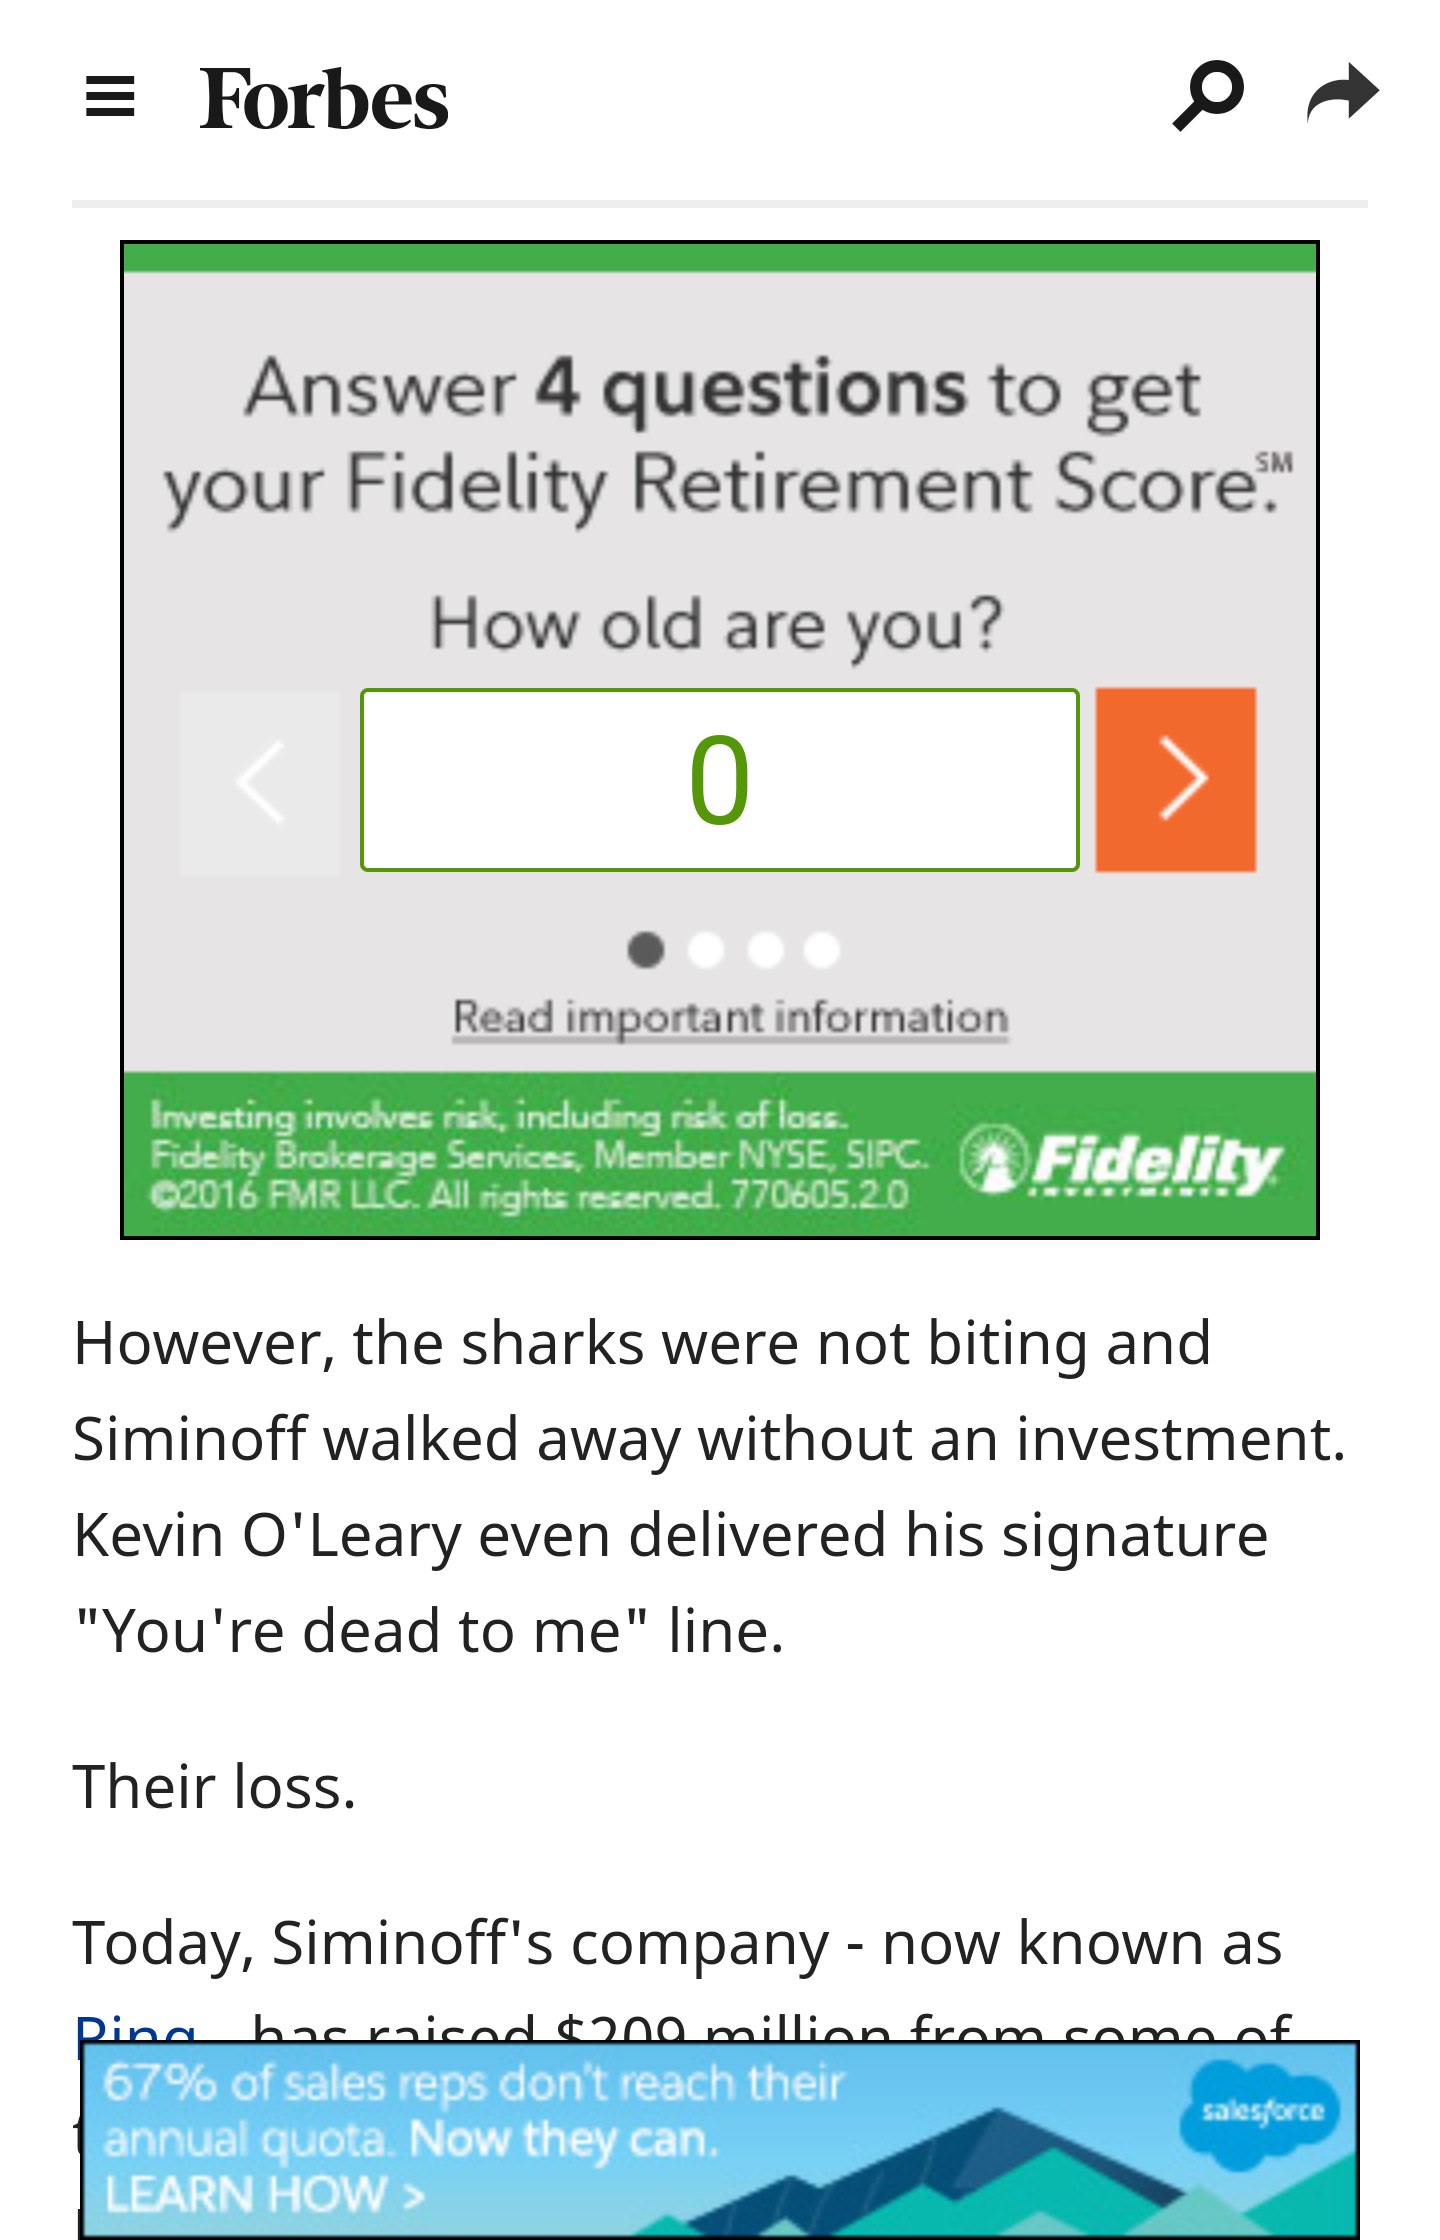 Forbes
Answer 4 questions to get
your Fidelity Retirement Score.℠
How old are you?
0
Read important information
Investing involves risk, including risk of loss.
Fidelity Brokerage Services, Member NYSE, SIPC.
©2016 FMR LLC. All rights reserved. 770605.2.0
Fidelity
INVESTMENTS
However, the sharks were not biting and
Siminoff walked away without an investment.
Kevin O'Leary even delivered his signature
"You're dead to me" line.
Their loss.
Today, Siminoff's company - now known as
Ring has raised $209 million from some of
67% of sales reps don't reach their
annual quota. Now they can.
LEARN HOW >
salesforce